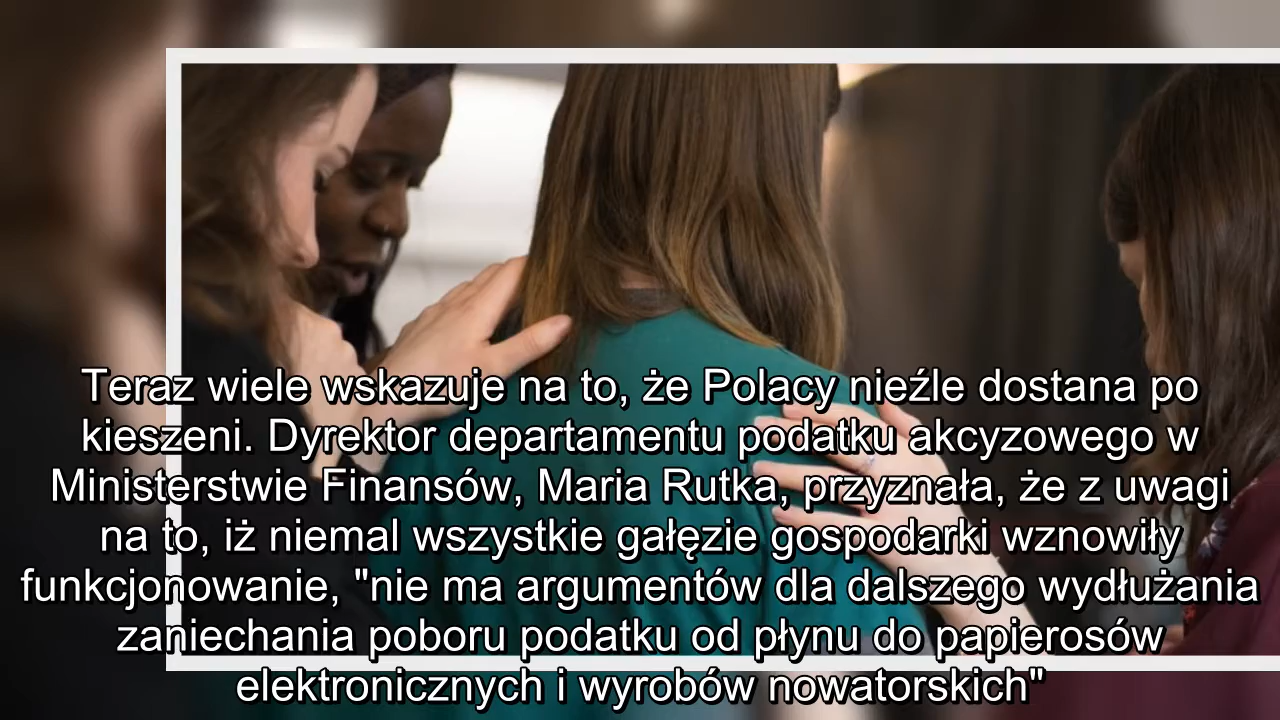 Teraz wiele wskazuje na to, że Polacy nieźle dostana po
kieszeni. Dyrektor departamentu podatku akcyzowego w
Ministerstwie Finansów, Maria Rutka, przyznała, że z uwagi
na to, iż niemal wszystkie gałęzie gospodarki wznowiły
funkcjonowanie, "nie ma argumentów dla dalszego wydłużania
zaniechania poboru podatku od płynu do papierosów
elektronicznych i wyrobów nowatorskich"